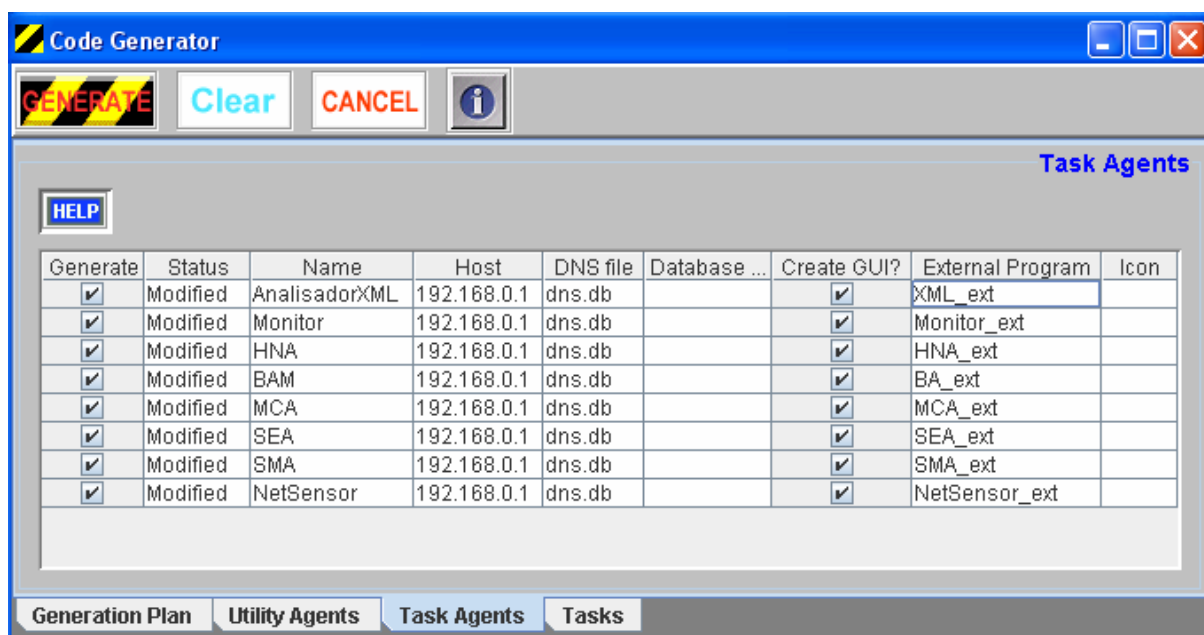 Code Generator
GENERATE Clear CANCEL i
Task Agents
HELP
Generate Status Name Host DNS file Database ... Create GUI? External Program Icon
Modified AnalisadorXML 192.168.0.1 dns.db XML_ext
Modified Monitor 192.168.0.1 dns.db Monitor_ext
Modified HNA 192.168.0.1 dns.db HNA_ext
Modified BAM 192.168.0.1 dns.db BA_ext
Modified MCA 192.168.0.1 dns.db MCA_ext
Modified SEA 192.168.0.1 dns.db SEA_ext
Modified SMA 192.168.0.1 dns.db SMA_ext
Modified NetSensor 192.168.0.1 dns.db NetSensor_ext
Generation Plan Utility Agents Task Agents Tasks